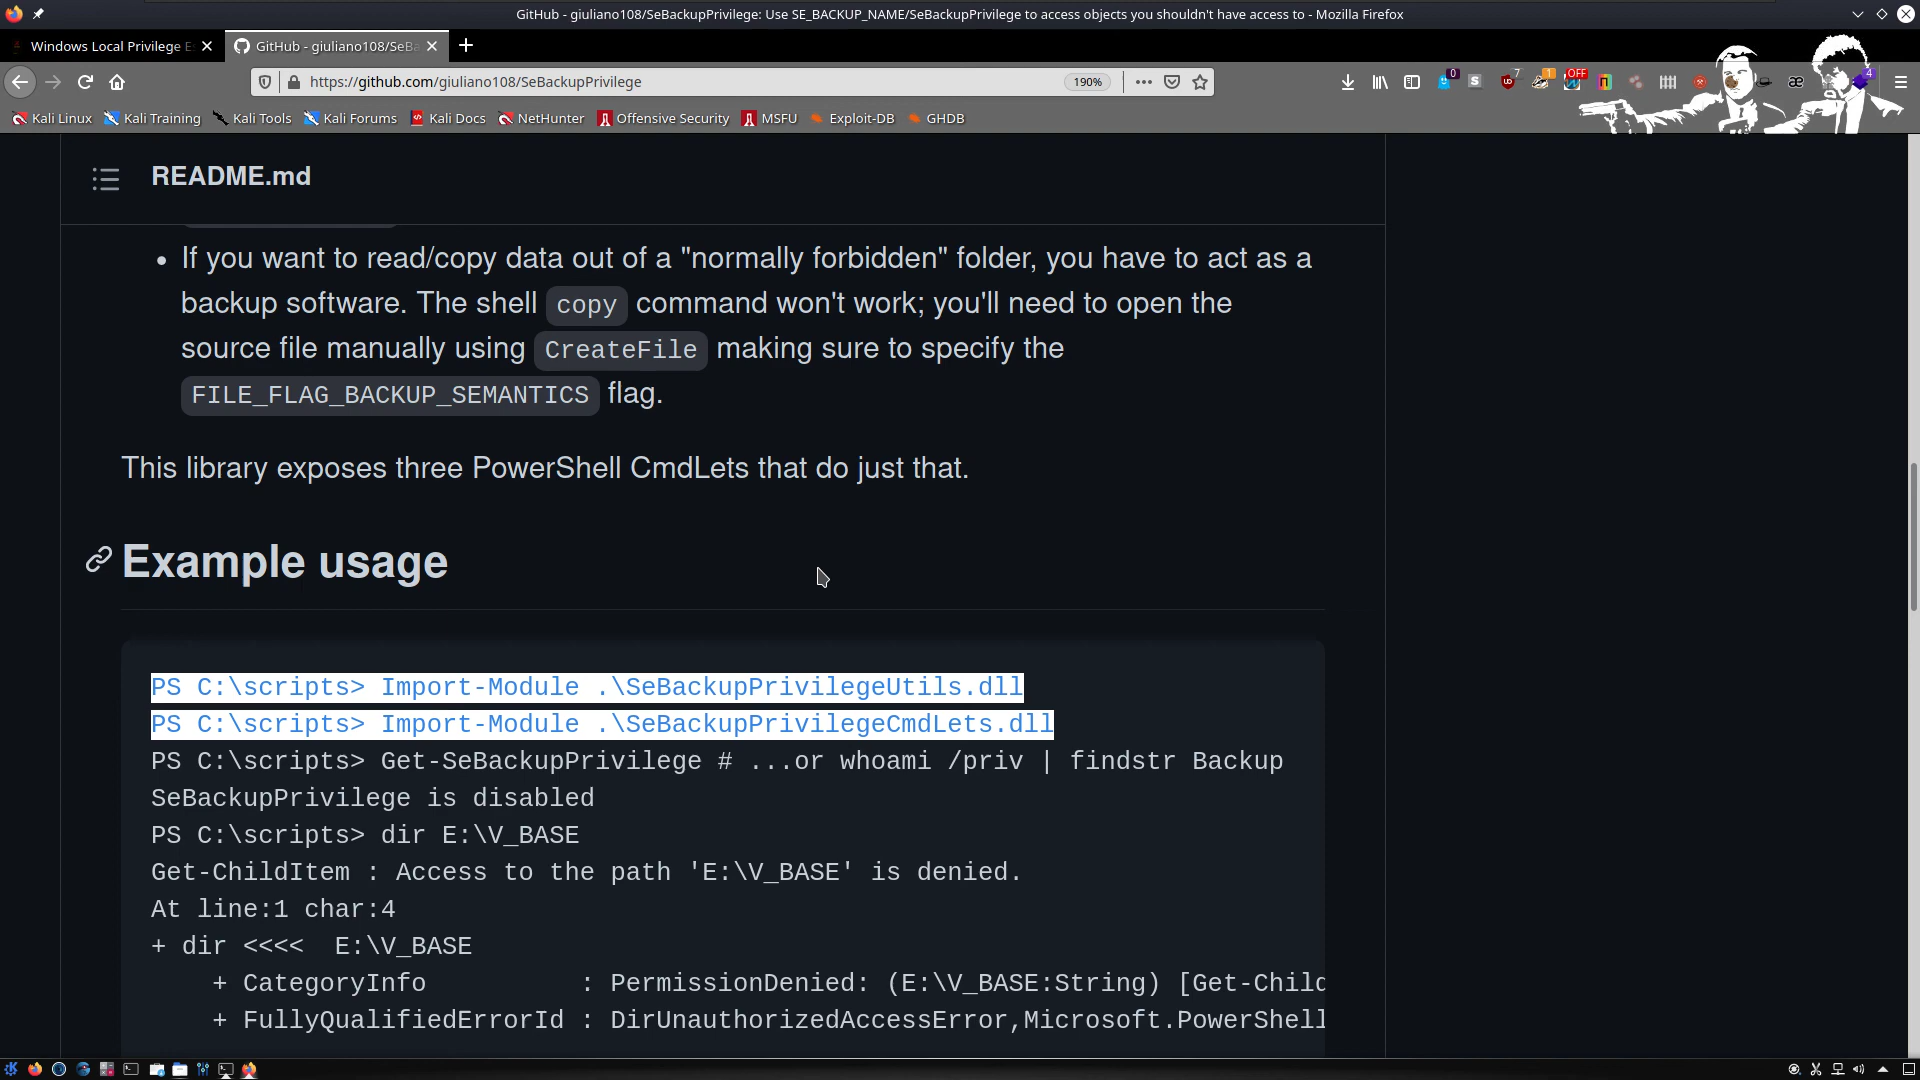 GitHub - giuliano108/SeBackupPrivilege: Use SE_BACKUP_NAME/SeBackupPrivilege to access objects you shouldn't have access to - Mozilla Firefox
Windows Local Privilege E
GitHub - giuliano108/SeBa
https://github.com/giuliano108/SeBackupPrivilege
190%
0
S
7
1
OFF
æ
4
Kali Linux
Kali Training
Kali Tools
Kali Forums
Kali Docs
NetHunter
Offensive Security
MSFU
Exploit-DB
GHDB
README.md
• If you want to read/copy data out of a "normally forbidden" folder, you have to act as a
backup software. The shell copy command won't work; you'll need to open the
source file manually using CreateFile making sure to specify the
FILE_FLAG_BACKUP_SEMANTICS flag.
This library exposes three PowerShell CmdLets that do just that.
Example usage
PS C:\scripts> Import-Module .\SeBackupPrivilegeUtils.dll
PS C:\scripts> Import-Module .\SeBackupPrivilegeCmdLets.dll
PS C:\scripts> Get-SeBackupPrivilege # ...or whoami /priv | findstr Backup
SeBackupPrivilege is disabled
PS C:\scripts> dir E:\V_BASE
Get-ChildItem : Access to the path 'E:\V_BASE' is denied.
At line:1 char:4
+ dir <<<<  E:\V_BASE
    + CategoryInfo          : PermissionDenied: (E:\V_BASE:String) [Get-Child
    + FullyQualifiedErrorId : DirUnauthorizedAccessError,Microsoft.PowerShell